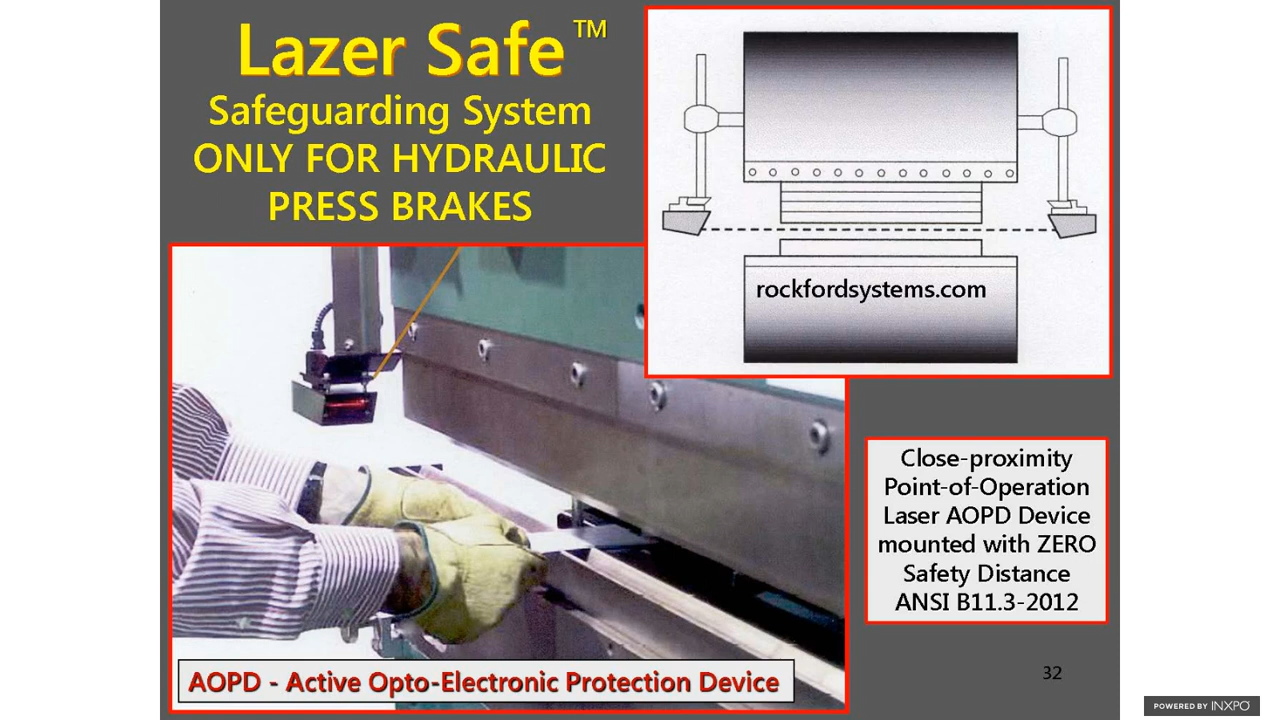 Lazer Safe™
Safeguarding System
ONLY FOR HYDRAULIC
PRESS BRAKES
rockfordsystems.com
Close-proximity
Point-of-Operation
Laser AOPD Device
mounted with ZERO
Safety Distance
ANSI B11.3-2012
AOPD - Active Opto-Electronic Protection Device
32
POWERED BY INXPO